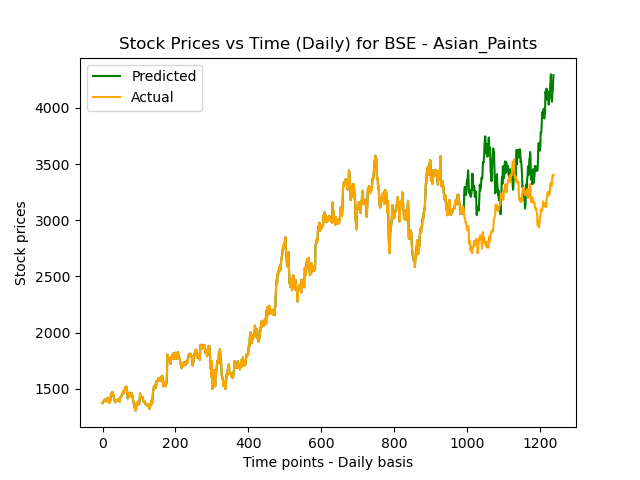 Stock Prices vs Time (Daily) for BSE - Asian_Paints
Predicted
Actual
4000
3500
3000
2500
2000
1500
Stock prices
0 200 400 600 800 1000 1200
Time points - Daily basis